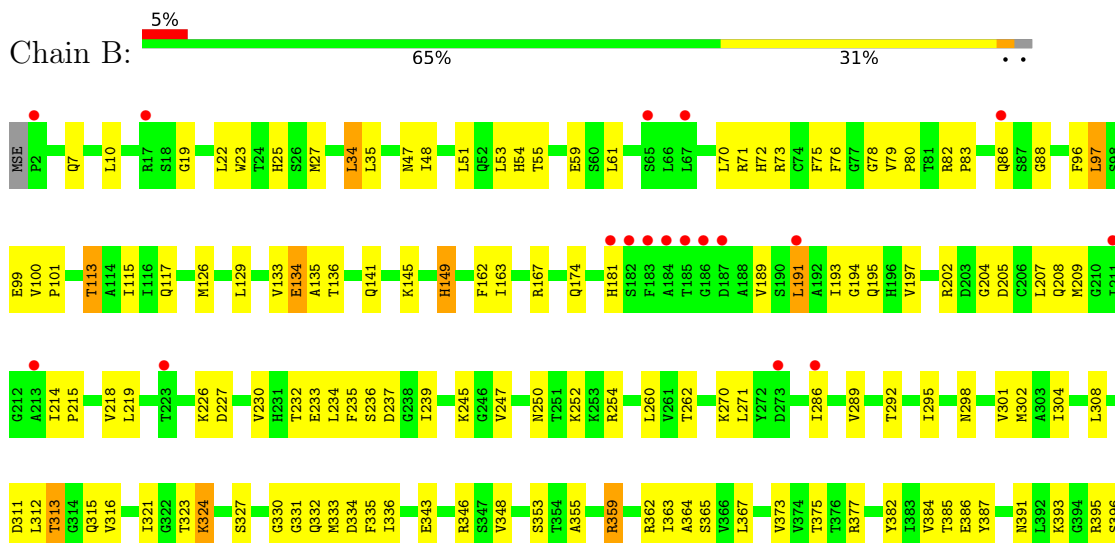 5%
Chain B:
65% 31% • •
MSE P2 Q7 L10 R17 S18 G19 L22 W23 T24 H25 S26 M27 L34 L35 N47 I48 L51 Q52 L53 H54 T55 E59 S60 L61 S65 L66 L67 L70 R71 H72 R73 C74 F75 F76 G77 G78 V79 P80 T81 R82 P83 Q86 S87 G88 F96 L97 S98
E99 V100 P101 T113 A114 I115 I116 Q117 M126 L129 V133 E134 A135 T136 Q141 K145 H149 F162 I163 R167 Q174 H181 S182 F183 A184 T185 G186 D187 A188 V189 S190 L191 A192 I193 G194 Q195 H196 V197 R202 D203 G204 D205 C206 L207 Q208 M209 G210 I211
G212 A213 I214 P215 V218 L219 T223 K226 D227 V230 H231 T232 E233 L234 F235 S236 D237 G238 I239 K245 G246 V247 N250 T251 K252 K253 R254 L260 V261 T262 K270 L271 Y272 D273 I286 V289 T292 I295 N298 V301 M302 A303 I304 L308
D311 L312 T313 G314 Q315 V316 I321 G322 T323 K324 S327 G330 G331 Q332 M333 D334 F335 I336 E343 R346 S347 V348 S353 T354 A355 R359 R362 I363 A364 S365 V366 L367 V373 V374 T375 T376 R377 Y382 I383 V384 T385 E386 Y387 N391 L392 K393 G394 R395 S396